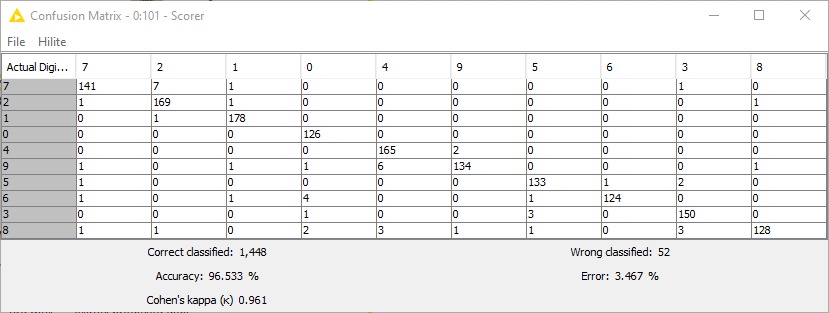 Confusion Matrix - 0:101 - Scorer
File Hilite
Actual Digi... 7 2 1 0 4 9 5 6 3 8
7 141 7 1 0 0 0 0 0 1 0
2 1 169 1 0 0 0 0 0 0 1
1 0 1 178 0 0 0 0 0 0 0
0 0 0 0 126 0 0 0 0 0 0
4 0 0 0 0 165 2 0 0 0 0
9 1 0 1 1 6 134 0 0 0 1
5 1 0 0 0 0 0 133 1 2 0
6 1 0 1 4 0 0 1 124 0 0
3 0 0 0 1 0 0 3 0 150 0
8 1 1 0 2 3 1 1 0 3 128
Correct classified: 1,448 Wrong classified: 52
Accuracy: 96.533 % Error: 3.467 %
Cohen's kappa (κ) 0.961